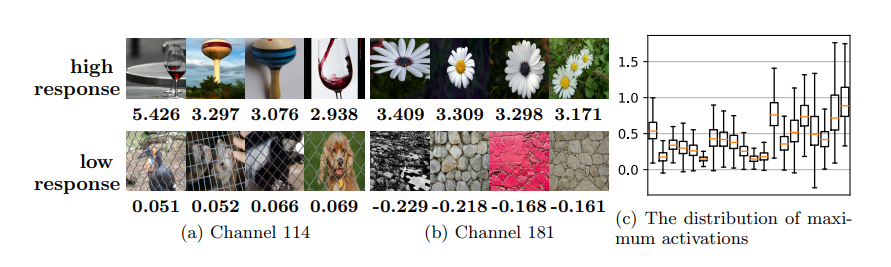 high
response
5.426 3.297 3.076 2.938 3.409 3.309 3.298 3.171
low
response
0.051 0.052 0.066 0.069 -0.229 -0.218 -0.168 -0.161
(a) Channel 114
(b) Channel 181
1.5
1.0
0.5
0.0
(c) The distribution of maxi-
mum activations